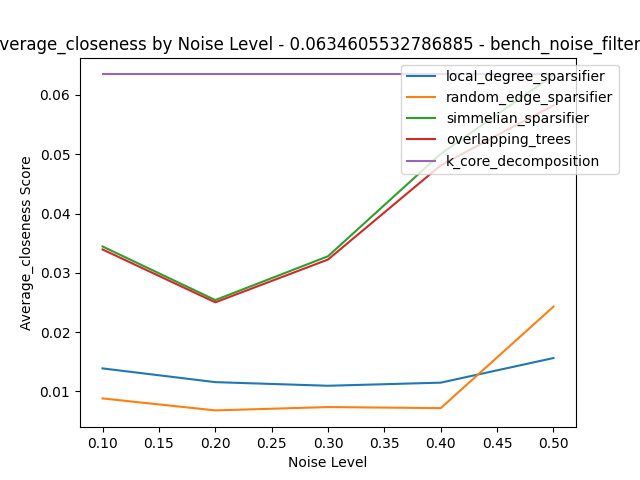 verage_closeness by Noise Level - 0.0634605532786885 - bench_noise_filter
local_degree_sparsifier
random_edge_sparsifier
simmelian_sparsifier
overlapping_trees
k_core_decomposition
Average_closeness Score
0.06
0.05
0.04
0.03
0.02
0.01
0.10 0.15 0.20 0.25 0.30 0.35 0.40 0.45 0.50
Noise Level